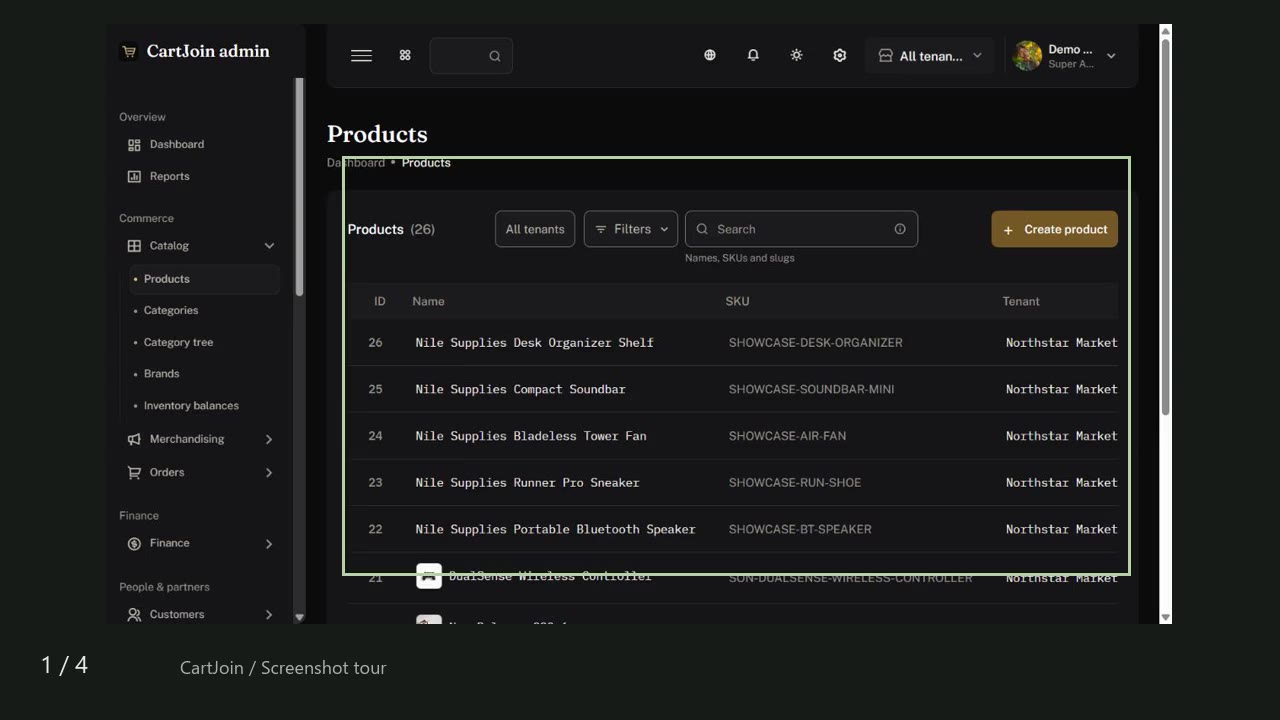 CartJoin admin
All tenan...
Demo ...
Super A...
Overview
Dashboard
Reports
Commerce
Catalog
Products
Categories
Category tree
Brands
Inventory balances
Merchandising
Orders
Finance
Finance
People & partners
Customers
Products
Dashboard • Products
Products (26)
All tenants
Filters
Search
Names, SKUs and slugs
+ Create product
ID Name SKU Tenant
26 Nile Supplies Desk Organizer Shelf SHOWCASE-DESK-ORGANIZER Northstar Market
25 Nile Supplies Compact Soundbar SHOWCASE-SOUNDBAR-MINI Northstar Market
24 Nile Supplies Bladeless Tower Fan SHOWCASE-AIR-FAN Northstar Market
23 Nile Supplies Runner Pro Sneaker SHOWCASE-RUN-SHOE Northstar Market
22 Nile Supplies Portable Bluetooth Speaker SHOWCASE-BT-SPEAKER Northstar Market
21 DualSense Wireless Controller SON-DUALSENSE-WIRELESS-CONTROLLER Northstar Market
1 / 4
CartJoin / Screenshot tour